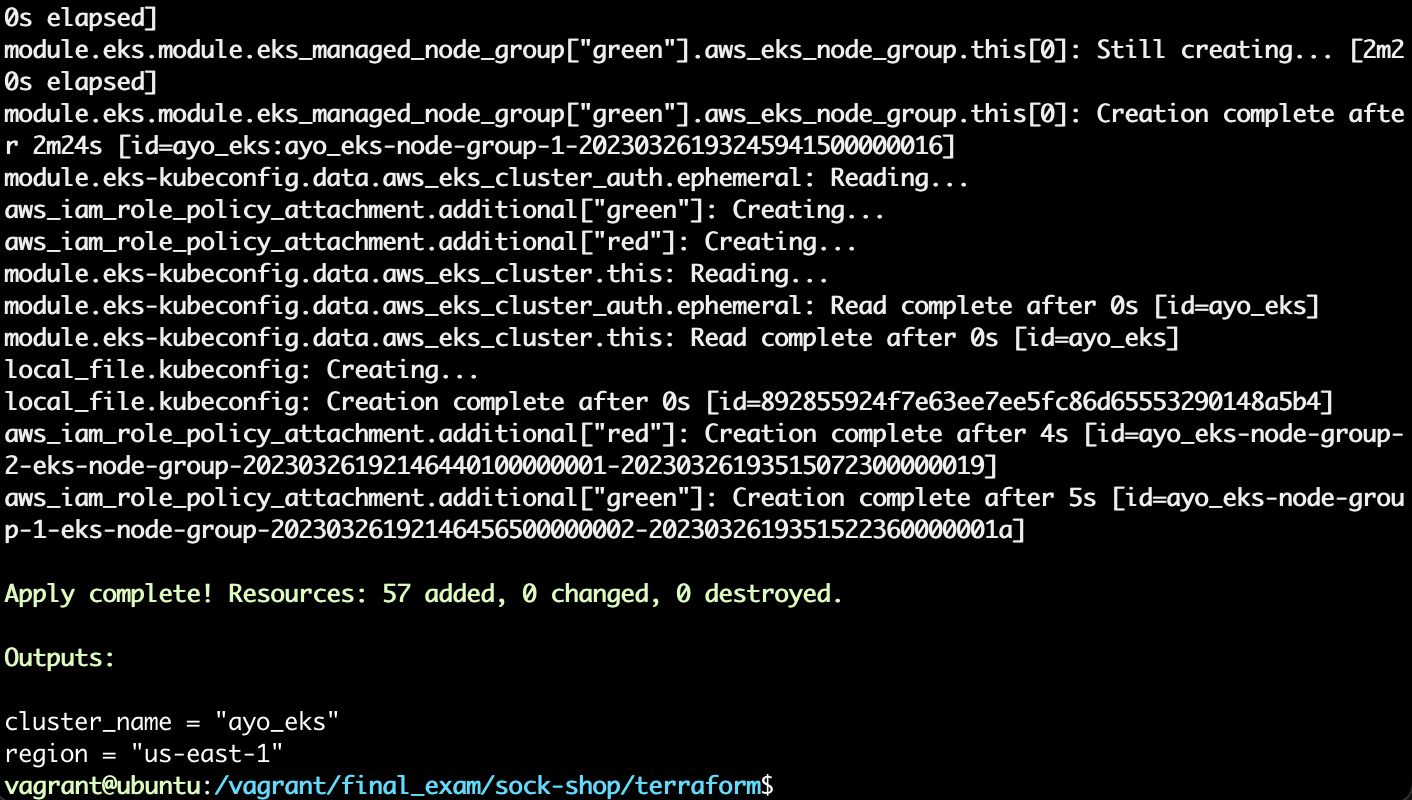 0s elapsed]
module.eks.module.eks_managed_node_group["green"].aws_eks_node_group.this[0]: Still creating... [2m2
0s elapsed]
module.eks.module.eks_managed_node_group["green"].aws_eks_node_group.this[0]: Creation complete afte
r 2m24s [id=ayo_eks:ayo_eks-node-group-1-20230326193245941500000016]
module.eks-kubeconfig.data.aws_eks_cluster_auth.ephemeral: Reading...
aws_iam_role_policy_attachment.additional["green"]: Creating...
aws_iam_role_policy_attachment.additional["red"]: Creating...
module.eks-kubeconfig.data.aws_eks_cluster.this: Reading...
module.eks-kubeconfig.data.aws_eks_cluster_auth.ephemeral: Read complete after 0s [id=ayo_eks]
module.eks-kubeconfig.data.aws_eks_cluster.this: Read complete after 0s [id=ayo_eks]
local_file.kubeconfig: Creating...
local_file.kubeconfig: Creation complete after 0s [id=892855924f7e63ee7ee5fc86d65553290148a5b4]
aws_iam_role_policy_attachment.additional["red"]: Creation complete after 4s [id=ayo_eks-node-group-
2-eks-node-group-20230326192146440100000001-20230326193515072300000019]
aws_iam_role_policy_attachment.additional["green"]: Creation complete after 5s [id=ayo_eks-node-grou
p-1-eks-node-group-20230326192146456500000002-2023032619351522360000001a]
Apply complete! Resources: 57 added, 0 changed, 0 destroyed.
Outputs:
cluster_name = "ayo_eks"
region = "us-east-1"
vagrant@ubuntu:/vagrant/final_exam/sock-shop/terraform$